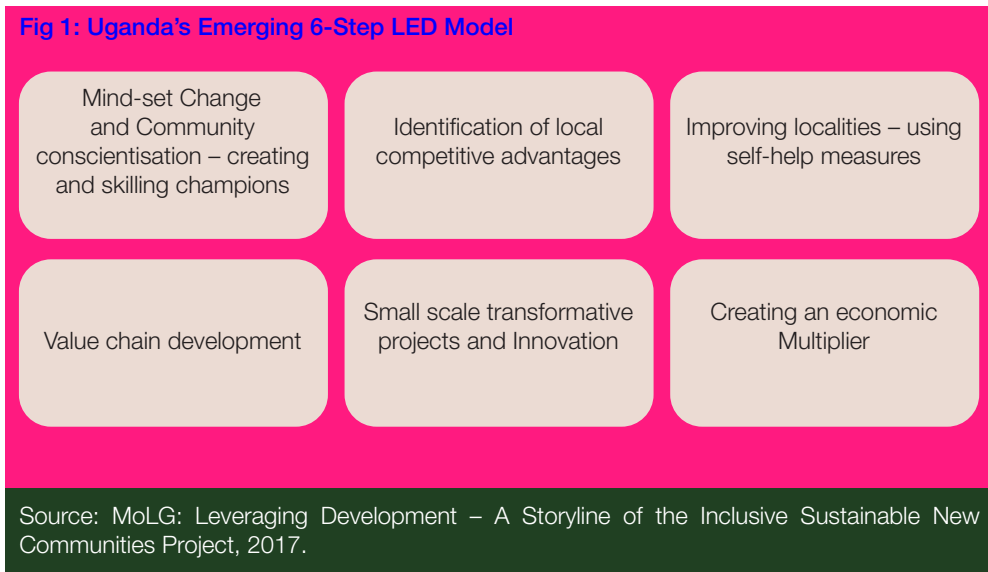 Fig 1: Uganda's Emerging 6-Step LED Model
Mind-set Change
and Community
conscientisation – creating
and skilling champions
Identification of local
competitive advantages
Improving localities – using
self-help measures
Value chain development
Small scale transformative
projects and Innovation
Creating an economic
Multiplier
Source: MoLG: Leveraging Development – A Storyline of the Inclusive Sustainable New
Communities Project, 2017.